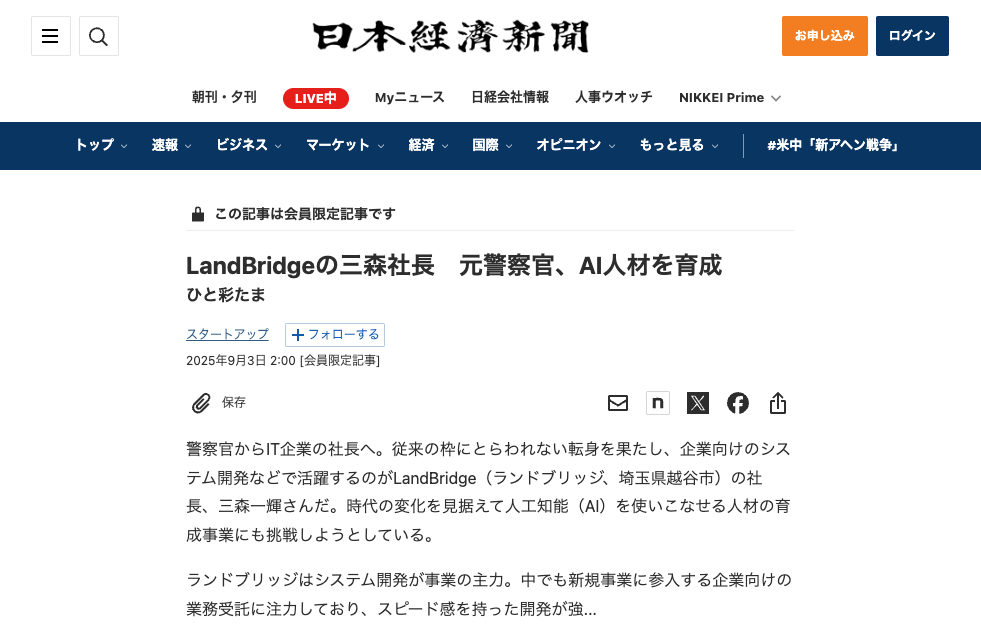 日本経済新聞
お申し込み
ログイン
朝刊・夕刊
LIVE中
Myニュース
日経会社情報
人事ウオッチ
NIKKEI Prime
トップ
速報
ビジネス
マーケット
経済
国際
オピニオン
もっと見る
#米中「新アヘン戦争」
この記事は会員限定記事です
LandBridgeの三森社長　元警察官、AI人材を育成
ひと彩たま
スタートアップ
+フォローする
2025年9月3日 2:00 [会員限定記事]
保存
n
X
f
警察官からIT企業の社長へ。従来の枠にとらわれない転身を果たし、企業向けのシス
テム開発などで活躍するのがLandBridge（ランドブリッジ、埼玉県越谷市）の社
長、三森一輝さんだ。時代の変化を見据えて人工知能（AI）を使いこなせる人材の育
成事業にも挑戦しようとしている。
ランドブリッジはシステム開発が事業の主力。中でも新規事業に参入する企業向けの
業務受託に注力しており、スピード感を持った開発が強...